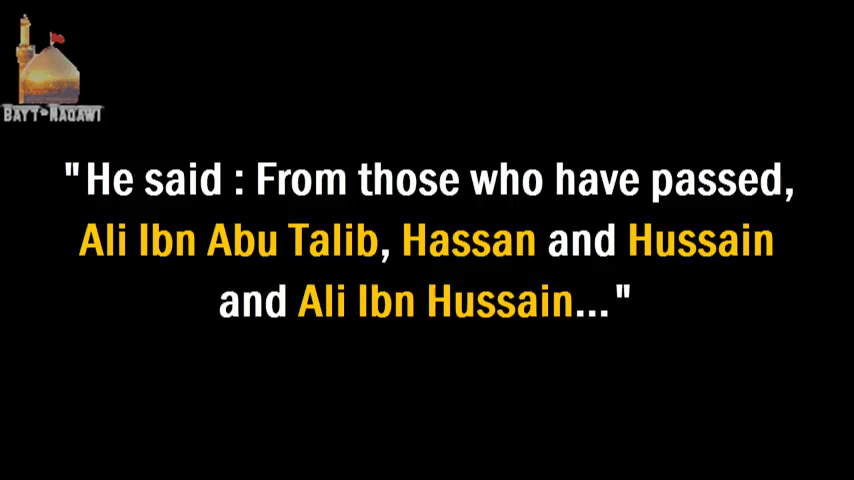 BAYT-NAQAWI
"He said : From those who have passed,
Ali Ibn Abu Talib, Hassan and Hussain
and Ali Ibn Hussain..."